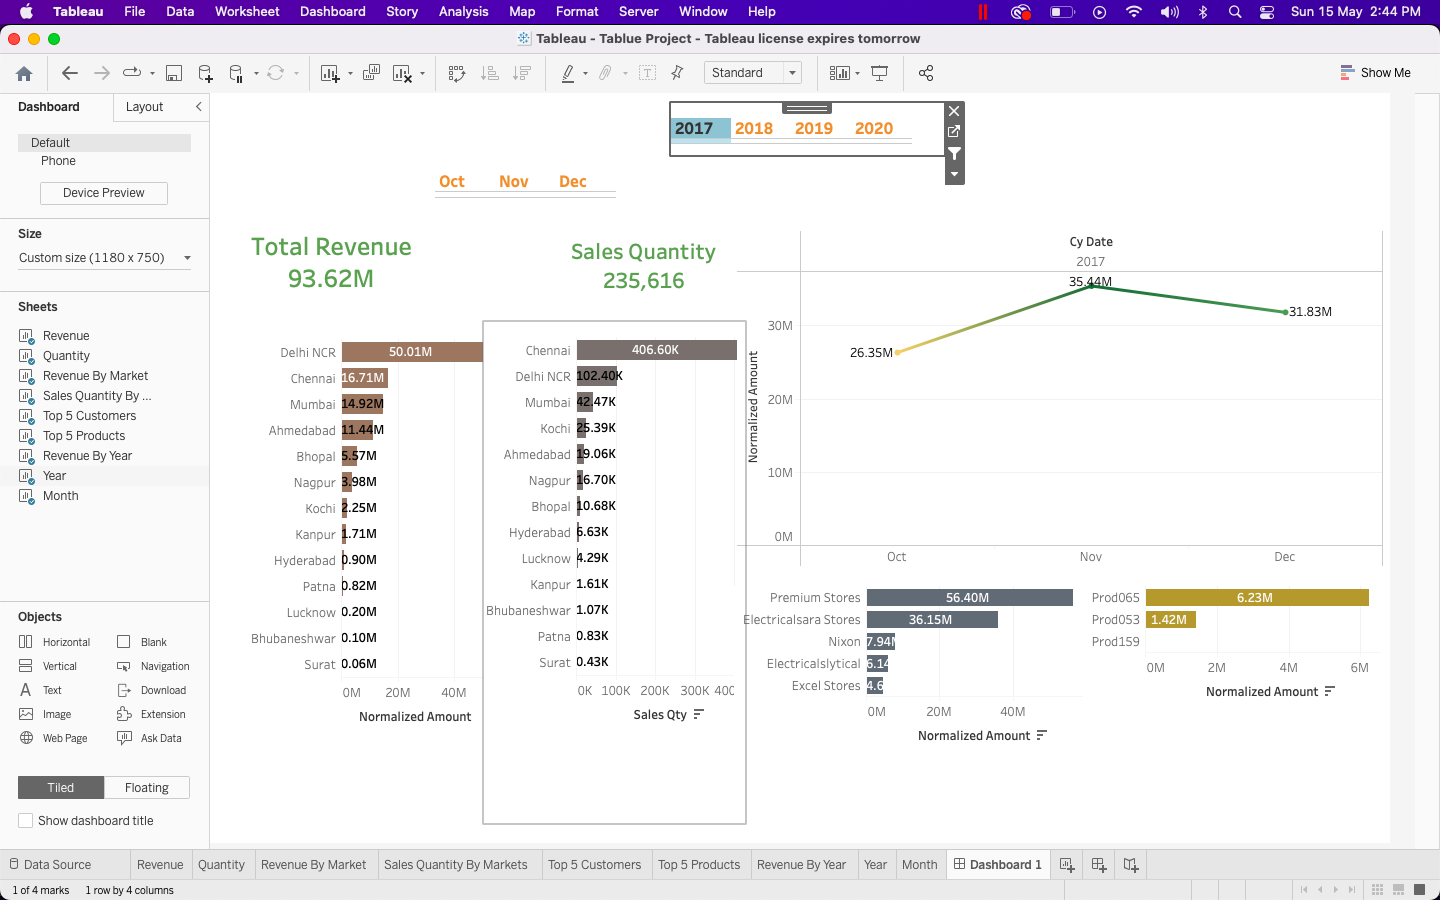 Tableau File Data Worksheet Dashboard Story Analysis Map Format Server Window Help Sun 15 May 2:44 PM
Tableau - Tablue Project - Tableau license expires tomorrow
Standard
Show Me
Dashboard Layout
Default
Phone
Device Preview
Size
Custom size (1180 x 750)
Sheets
Revenue
Quantity
Revenue By Market
Sales Quantity By ...
Top 5 Customers
Top 5 Products
Revenue By Year
Year
Month
Objects
Horizontal Blank
Vertical Navigation
Text Download
Image Extension
Web Page Ask Data
Tiled Floating
Show dashboard title
2017 2018 2019 2020
Oct Nov Dec
Total Revenue
93.62M
Sales Quantity
235,616
Delhi NCR 50.01M
Chennai 16.71M
Mumbai 14.92M
Ahmedabad 11.44M
Bhopal 5.57M
Nagpur 3.98M
Kochi 2.25M
Kanpur 1.71M
Hyderabad 0.90M
Patna 0.82M
Lucknow 0.20M
Bhubaneshwar 0.10M
Surat 0.06M
0M 20M 40M
Normalized Amount
Chennai 406.60K
Delhi NCR 102.40K
Mumbai 42.47K
Kochi 25.39K
Ahmedabad 19.06K
Nagpur 16.70K
Bhopal 10.68K
Hyderabad 6.63K
Lucknow 4.29K
Kanpur 1.61K
Bhubaneshwar 1.07K
Patna 0.83K
Surat 0.43K
0K 100K 200K 300K 400
Sales Qty
Cy Date
2017
35.44M
31.83M
26.35M
30M
20M
10M
0M
Normalized Amount
Oct Nov Dec
Premium Stores 56.40M
Electricalsara Stores 36.15M
Nixon 7.94
Electricalslytical 6.14
Excel Stores 4.6
0M 20M 40M
Normalized Amount
Prod065 6.23M
Prod053 1.42M
Prod159
0M 2M 4M 6M
Normalized Amount
Data Source Revenue Quantity Revenue By Market Sales Quantity By Markets Top 5 Customers Top 5 Products Revenue By Year Year Month Dashboard 1
1 of 4 marks 1 row by 4 columns